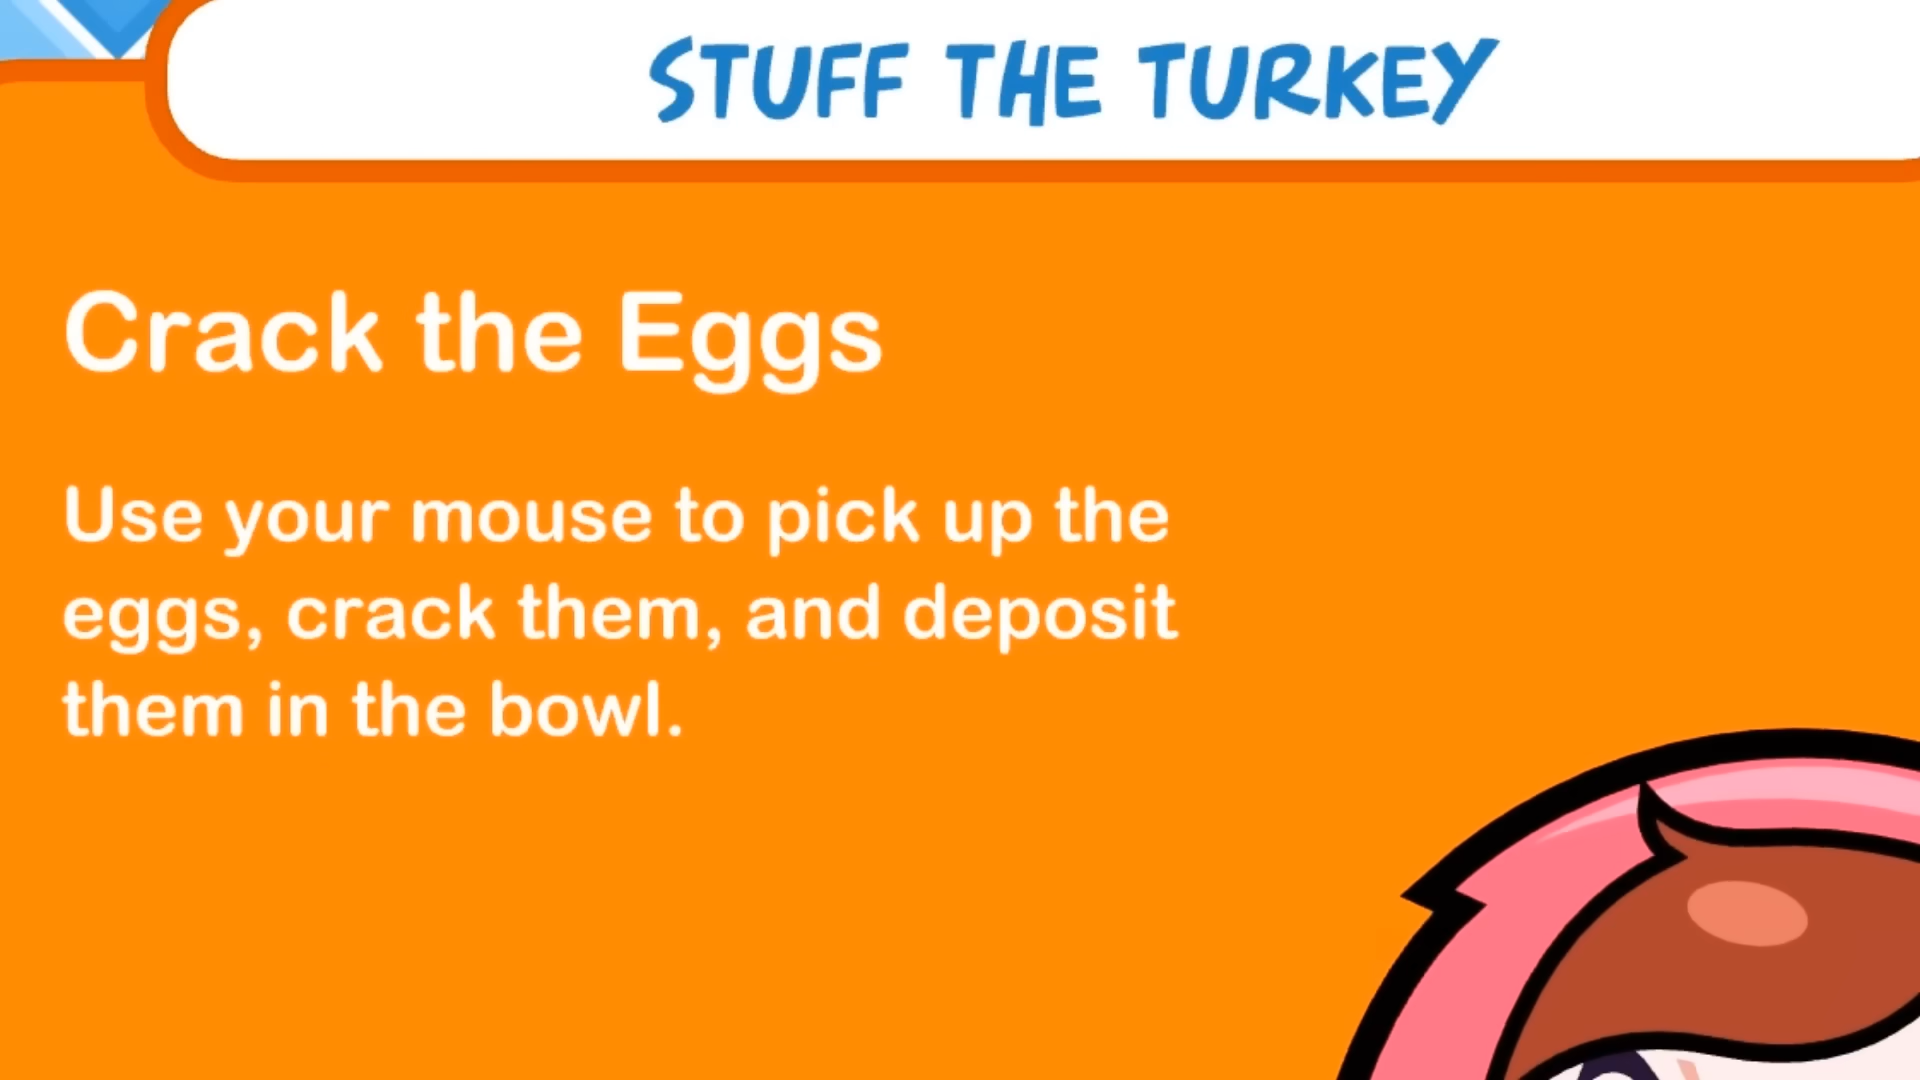 STUFF THE TURKEY
Crack the Eggs
Use your mouse to pick up the
eggs, crack them, and deposit
them in the bowl.